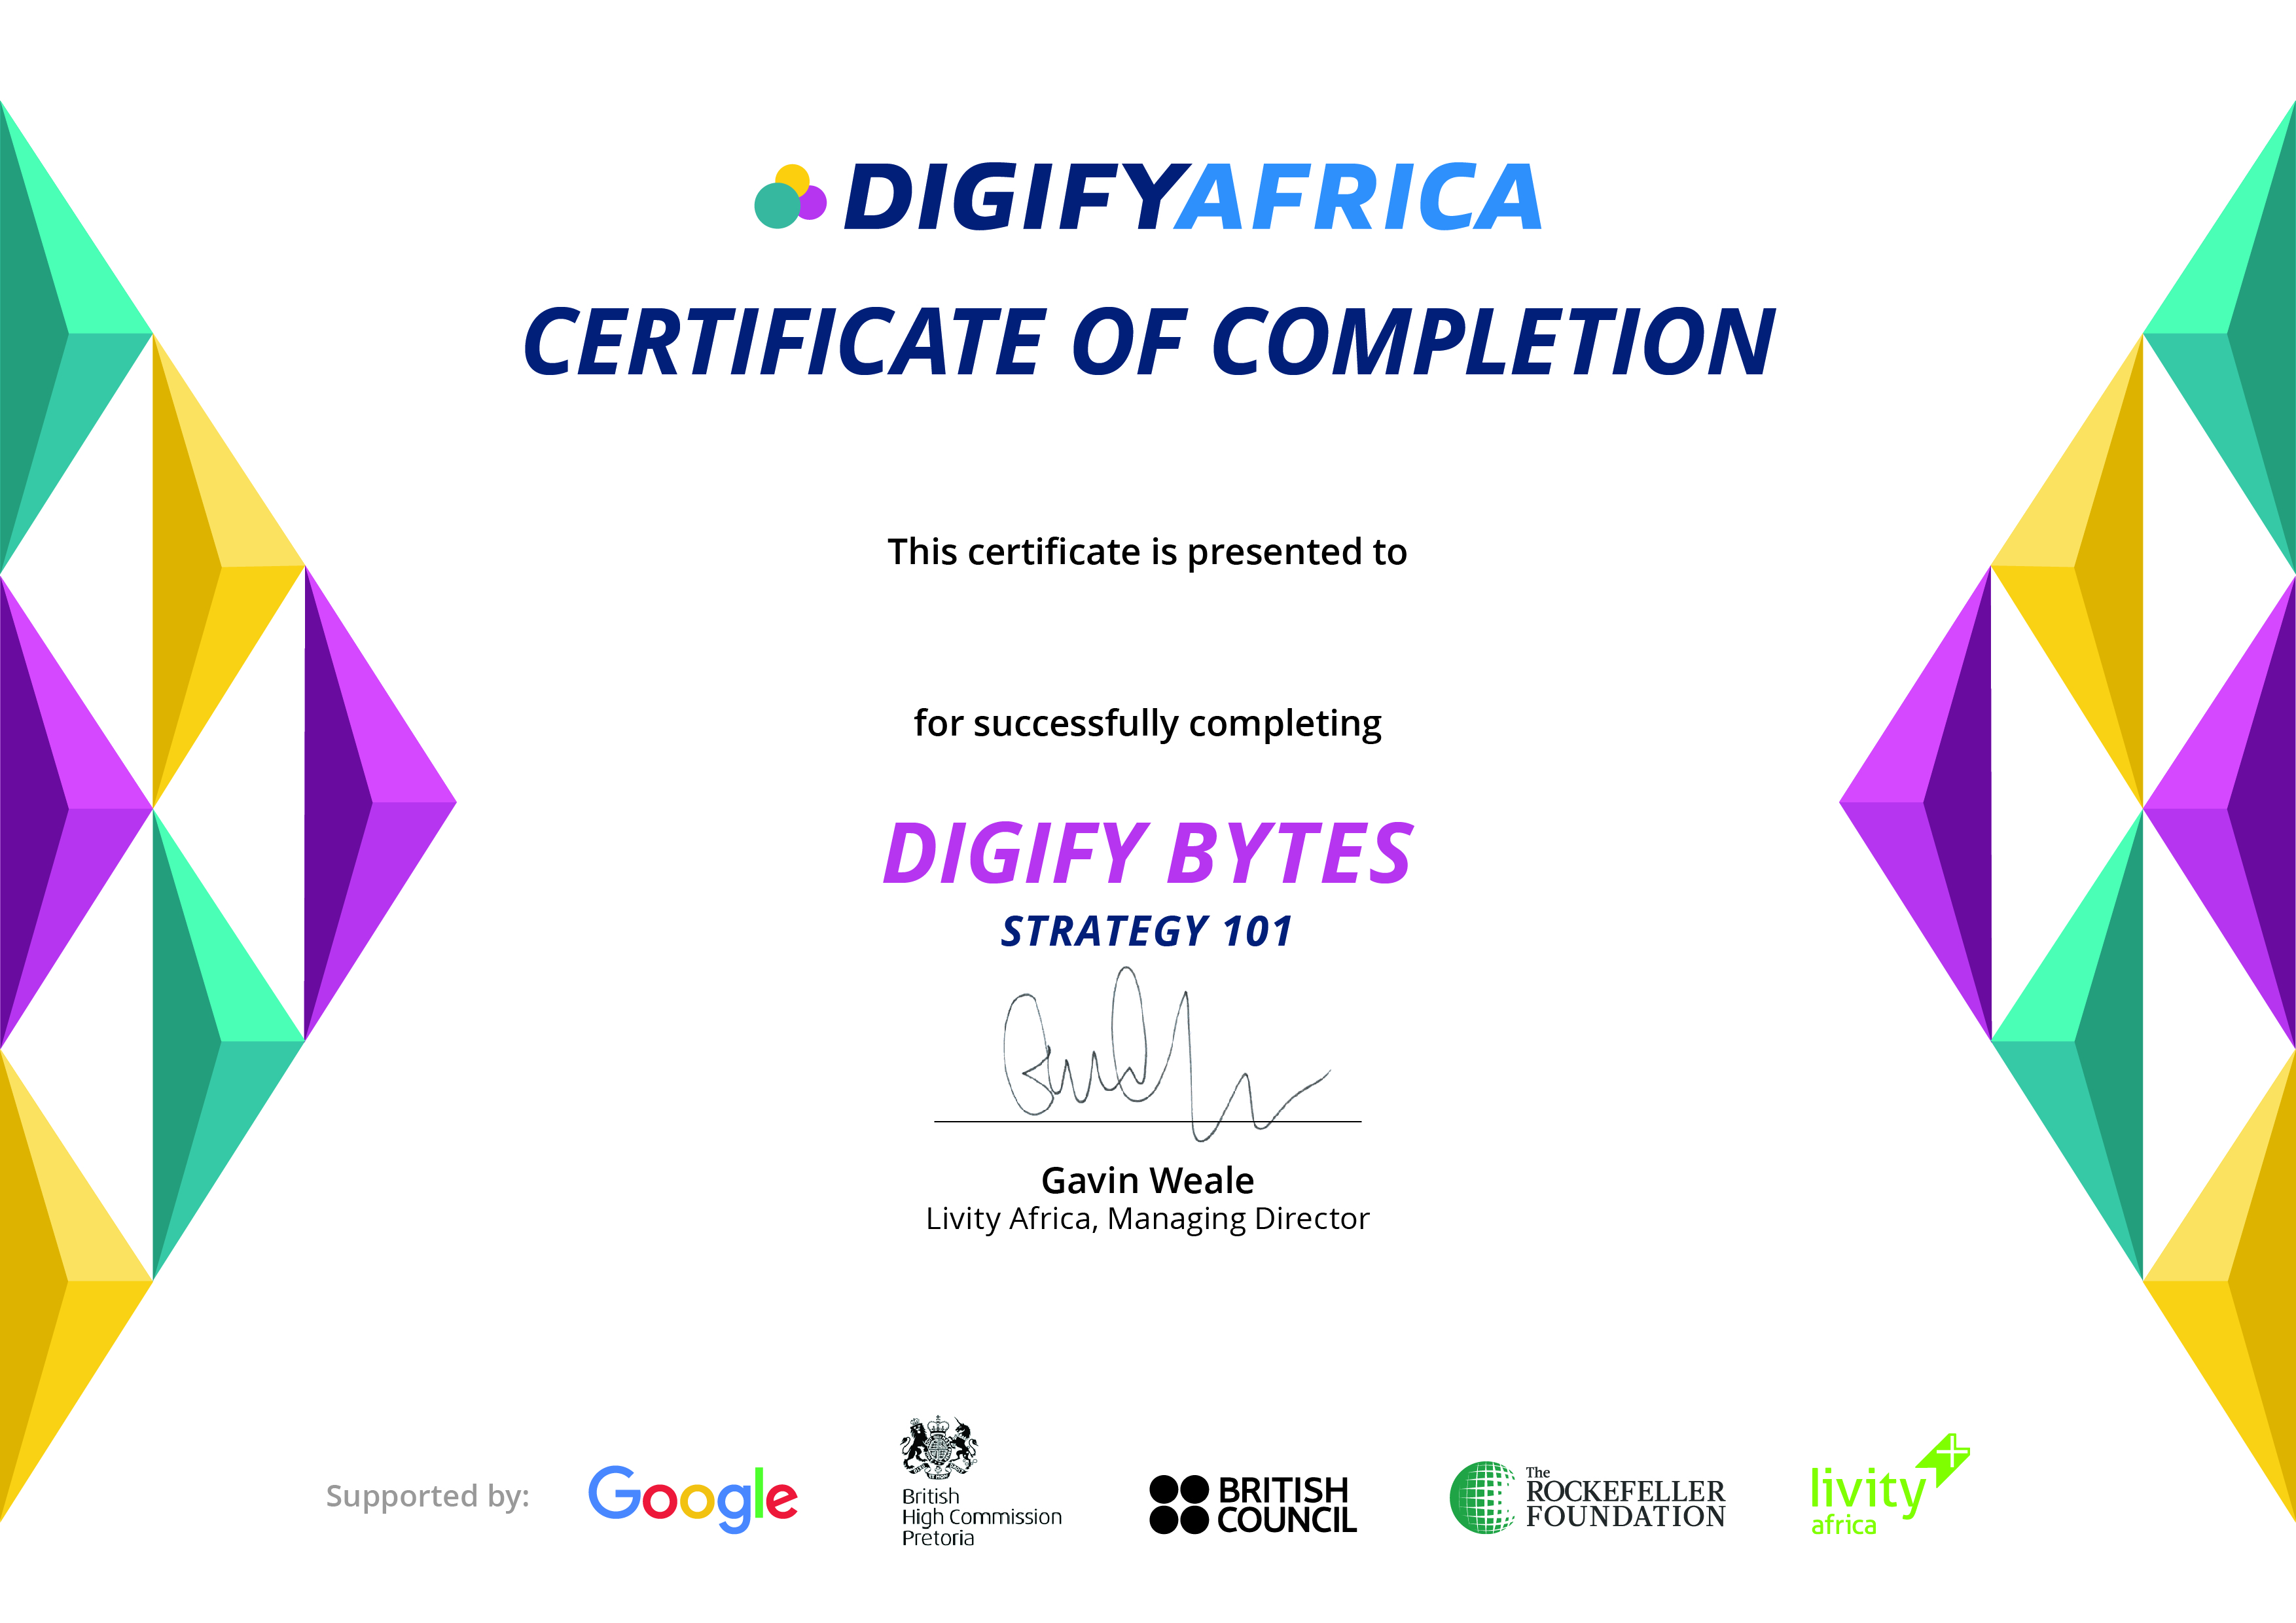 DIGIFYAFRICA
CERTIFICATE OF COMPLETION
This certificate is presented to
for successfully completing
DIGIFY BYTES
STRATEGY 101
Gavin Weale
Livity Africa, Managing Director
Supported by:
Google
British
High Commission
Pretoria
BRITISH
COUNCIL
The
ROCKEFELLER
FOUNDATION
livity
africa